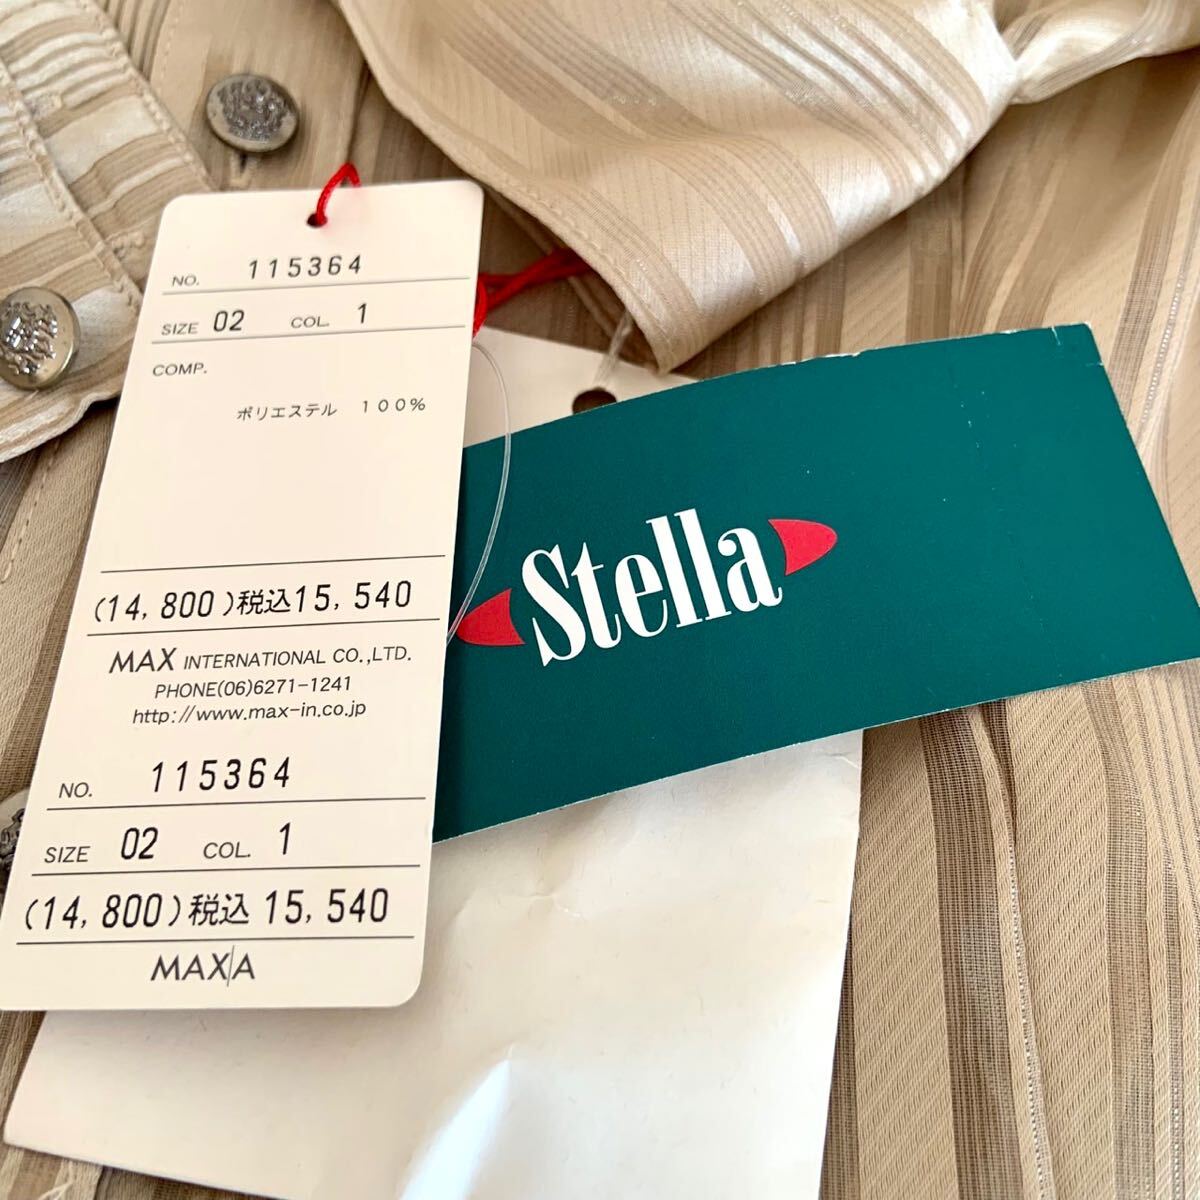 NO. 115364
SIZE 02 COL. 1
COMP.
ポリエステル 100%
(14,800)税込15,540
MAX INTERNATIONAL CO.,LTD.
PHONE(06)6271-1241
http://www.max-in.co.jp
NO. 115364
SIZE 02 COL. 1
(14,800)税込 15,540
MAX/A
Stella